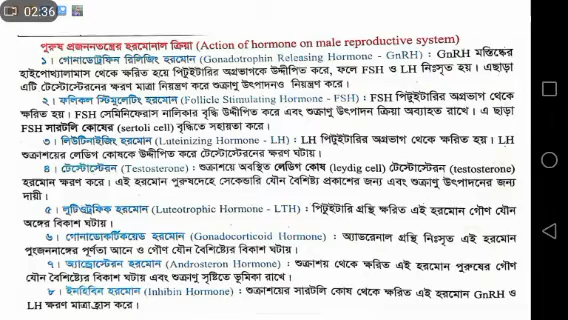 02:36
পুরুষ প্রজননতন্ত্রের হরমোনাল ক্রিয়া (Action of hormone on male reproductive system)
১। গোনাডোট্রফিন রিলিজিং হরমোন (Gonadotrophin Releasing Hormone - GnRH) : GnRH মস্তিষ্কের
হাইপোথ্যালামাস থেকে ক্ষরিত হয়ে পিটুইটারির অগ্রভাগকে উদ্দীপিত করে, ফলে FSH ও LH নিঃসৃত হয়। এছাড়া
এটি টেস্টোস্টেরনের ক্ষরণ মাত্রা নিয়ন্ত্রণ করে শুক্রাণু উৎপাদনও নিয়ন্ত্রণ করে।
২। ফলিকল স্টিমুলেটিং হরমোন (Follicle Stimulating Hormone - FSH) : FSH পিটুইটারির অগ্রভাগ থেকে
ক্ষরিত হয়। FSH সেমিনিফেরাস নালিকার বৃদ্ধি উদ্দীপিত করে এবং শুক্রাণু উৎপাদন ক্রিয়া অব্যাহত রাখে। এ ছাড়া
FSH সারটলি কোষের (sertoli cell) বৃদ্ধিতে সহায়তা করে।
৩। লিউটিনাইজিং হরমোন (Luteinizing Hormone - LH) : LH পিটুইটারির অগ্রভাগ থেকে ক্ষরিত হয়। LH
শুক্রাশয়ের লেডিগ কোষকে উদ্দীপিত করে টেস্টোস্টেরনের ক্ষরণ ঘটায়।
৪। টেস্টোস্টেরন (Testosterone) : শুক্রাশয়ে অবস্থিত লেডিগ কোষ (leydig cell) টেস্টোস্টেরন (testosterone)
হরমোন ক্ষরণ করে। এই হরমোন পুরুষদেহে সেকেন্ডারি যৌন বৈশিষ্ট্য প্রকাশের জন্য এবং শুক্রাণু উৎপাদনের জন্য
দায়ী।
৫। লুটিওট্রফিক হরমোন (Luteotrophic Hormone - LTH) : পিটুইটারি গ্রন্থি ক্ষরিত এই হরমোন গৌণ যৌন
অঙ্গের বিকাশ ঘটায়।
৬। গোনাডোকর্টিকয়েড হরমোন (Gonadocorticoid Hormone) : অ্যাডরেনাল গ্রন্থি নিঃসৃত এই হরমোন
পুংজননাঙ্গের পূর্ণতা আনে ও গৌণ যৌন বৈশিষ্ট্যের বিকাশ ঘটায়।
৭। অ্যান্ড্রোস্টেরন হরমোন (Androsteron Hormone) : শুক্রাশয় থেকে ক্ষরিত এই হরমোন পুরুষের গৌণ
যৌন বৈশিষ্ট্যের বিকাশ ঘটায় এবং শুক্রাণু সৃষ্টিতে ভূমিকা রাখে।
৮। ইনহিবিন হরমোন (Inhibin Hormone) : শুক্রাশয়ের সারটলি কোষ থেকে ক্ষরিত এই হরমোন GnRH ও
LH ক্ষরণ মাত্রা হ্রাস করে।